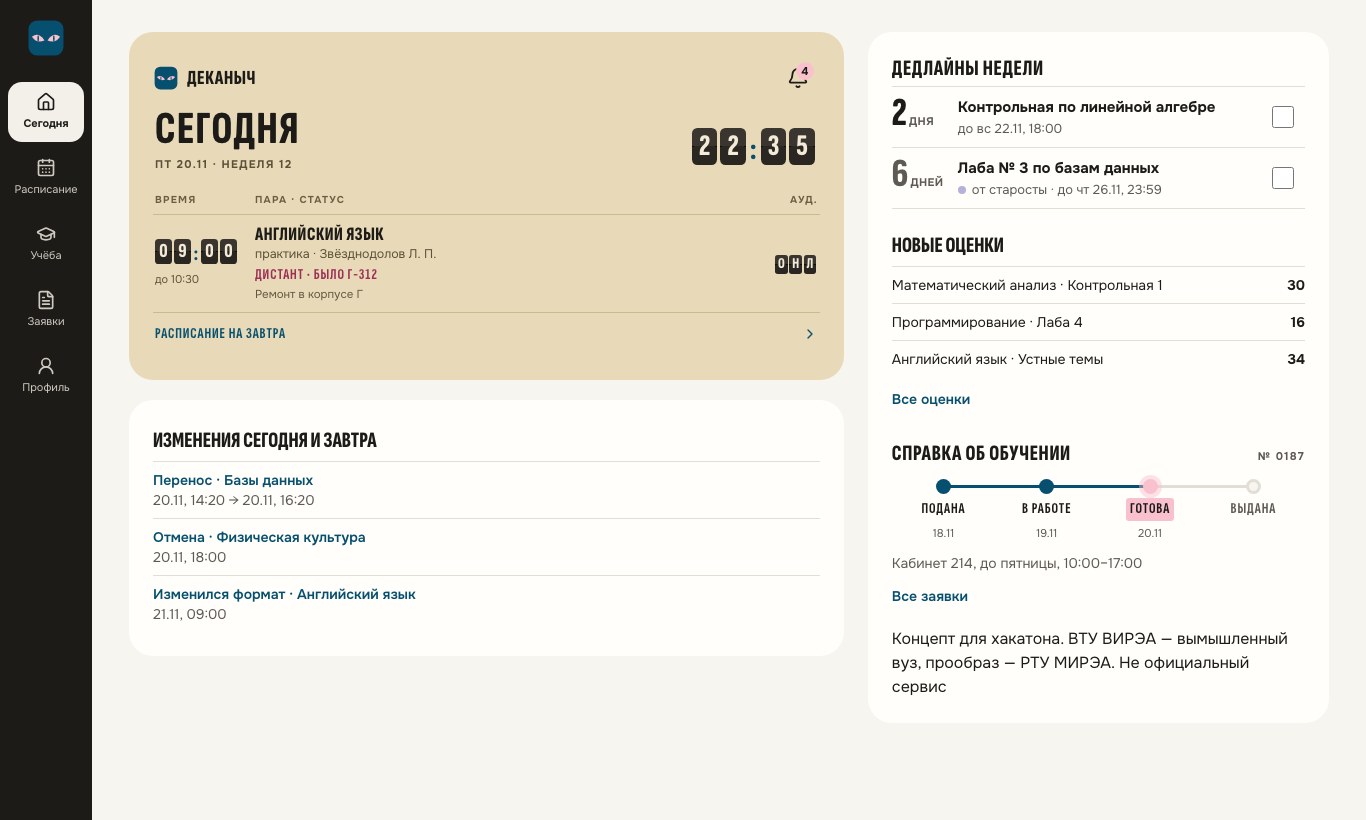 Сегодня
Расписание
Учёба
Заявки
Профиль
ДЕКАНЫЧ
4
СЕГОДНЯ
ПТ 20.11 · НЕДЕЛЯ 12
22:35
ВРЕМЯ ПАРА · СТАТУС АУД.
09:00
до 10:30
АНГЛИЙСКИЙ ЯЗЫК
практика · Звёзднодолов Л. П.
ДИСТАНТ · БЫЛО Г-312
Ремонт в корпусе Г
ОНЛ
РАСПИСАНИЕ НА ЗАВТРА
ИЗМЕНЕНИЯ СЕГОДНЯ И ЗАВТРА
Перенос · Базы данных
20.11, 14:20 → 20.11, 16:20
Отмена · Физическая культура
20.11, 18:00
Изменился формат · Английский язык
21.11, 09:00
ДЕДЛАЙНЫ НЕДЕЛИ
2 ДНЯ
Контрольная по линейной алгебре
до вс 22.11, 18:00
6 ДНЕЙ
Лаба № 3 по базам данных
от старосты · до чт 26.11, 23:59
НОВЫЕ ОЦЕНКИ
Математический анализ · Контрольная 1 30
Программирование · Лаба 4 16
Английский язык · Устные темы 34
Все оценки
СПРАВКА ОБ ОБУЧЕНИИ № 0187
ПОДАНА В РАБОТЕ ГОТОВА ВЫДАНА
18.11 19.11 20.11
Кабинет 214, до пятницы, 10:00–17:00
Все заявки
Концепт для хакатона. ВТУ ВИРЭА — вымышленный
вуз, прообраз — РТУ МИРЭА. Не официальный
сервис